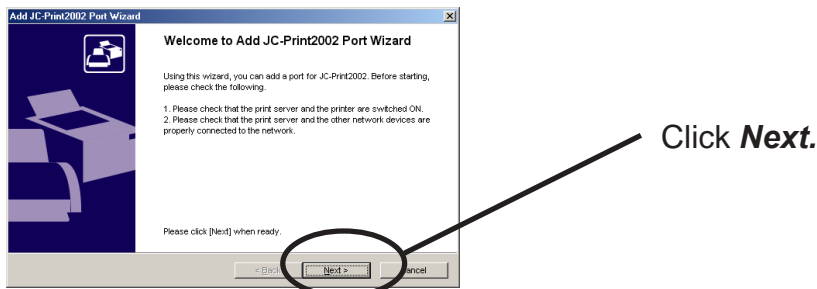 Add JC-Print2002 Port Wizard
Welcome to Add JC-Print2002 Port Wizard
Using this wizard, you can add a port for JC-Print2002. Before starting,
please check the following.
1. Please check that the print server and the printer are switched ON.
2. Please check that the print server and the other network devices are
properly connected to the network.
Click Next.
Please click [Next] when ready.
< Back Next > Cancel